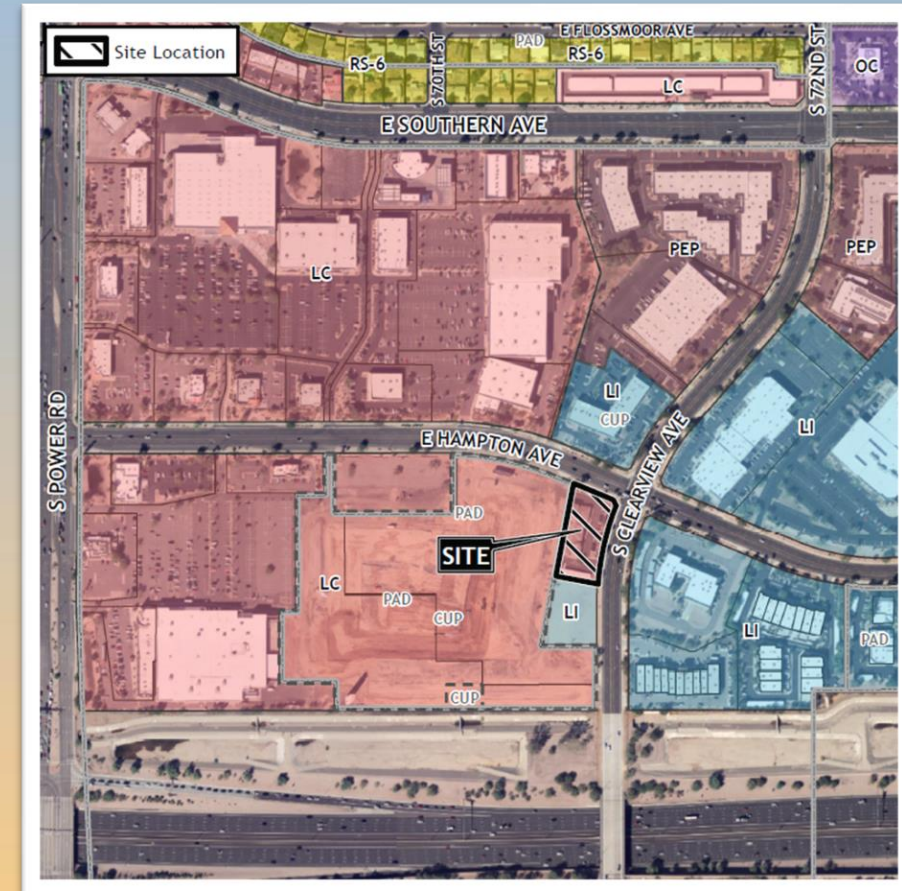 Site Location
E FLOSSMOOR AVE
PAD
RS-6
RS-6
S 70TH ST
S 72ND ST
OC
LC
E SOUTHERN AVE
LC
PEP
PEP
LI
CUP
LI
S POWER RD
E HAMPTON AVE
S CLEARVIEW AVE
PAD
SITE
LC
PAD
CUP
LI
LI
PAD
CUP